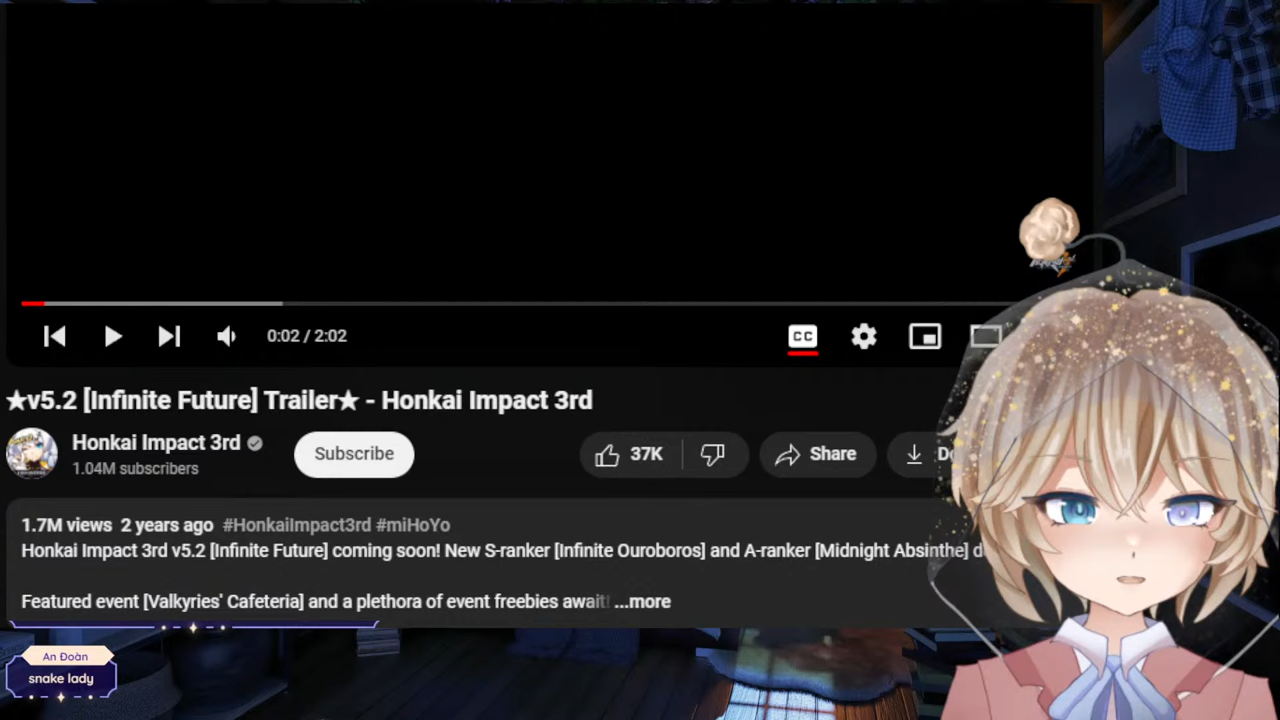 0:02 / 2:02
CC
★v5.2 [Infinite Future] Trailer★ - Honkai Impact 3rd
Honkai Impact 3rd
1.04M subscribers
Subscribe
37K
Share
1.7M views 2 years ago #HonkaiImpact3rd #miHoYo
Honkai Impact 3rd v5.2 [Infinite Future] coming soon! New S-ranker [Infinite Ouroboros] and A-ranker [Midnight Absinthe]
Featured event [Valkyries' Cafeteria] and a plethora of event freebies await! ...more
An Đoàn
snake lady